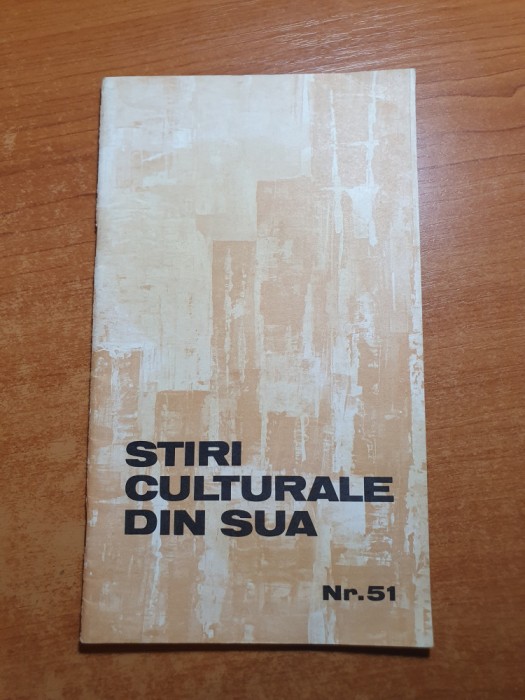 STIRI
CULTURALE
DIN SUA
Nr.51